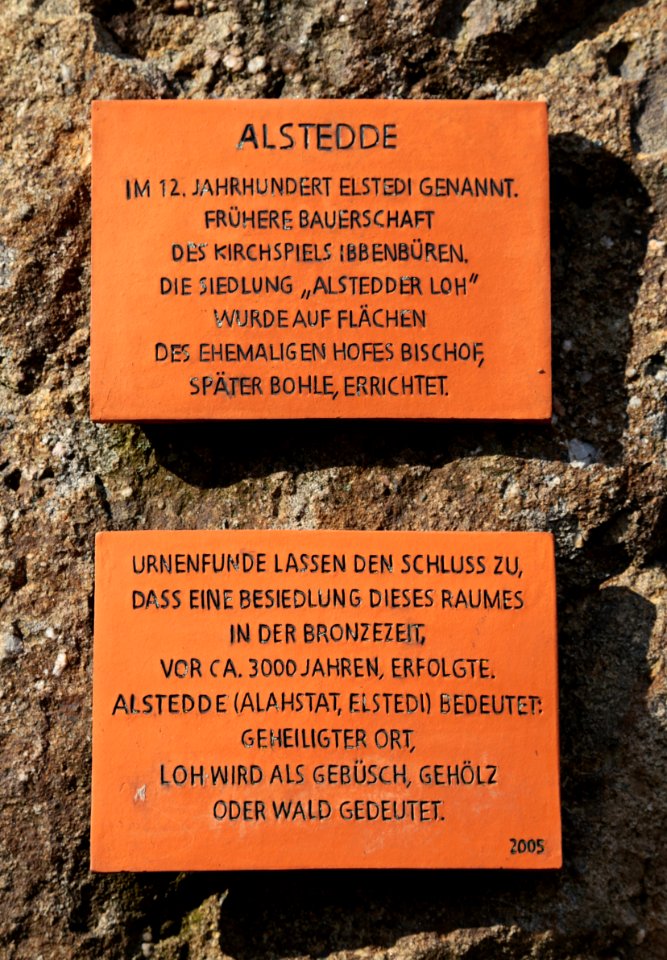 ALSTEDDE
IM 12. JAHRHUNDERT ELSTEDI GENANNT.
FRÜHERE BAUERSCHAFT
DES KIRCHSPIELS IBBENBÜREN.
DIE SIEDLUNG „ALSTEDDER LOH"
WURDE AUF FLÄCHEN
DES EHEMALIGEN HOFES BISCHOF,
SPÄTER BOHLE, ERRICHTET.
URNENFUNDE LASSEN DEN SCHLUSS ZU,
DASS EINE BESIEDLUNG DIESES RAUMES
IN DER BRONZEZEIT,
VOR CA. 3000 JAHREN, ERFOLGTE.
ALSTEDDE (ALAHSTAT, ELSTEDI) BEDEUTET:
GEHEILIGTER ORT,
LOH WIRD ALS GEBÜSCH, GEHÖLZ
ODER WALD GEDEUTET.
2005